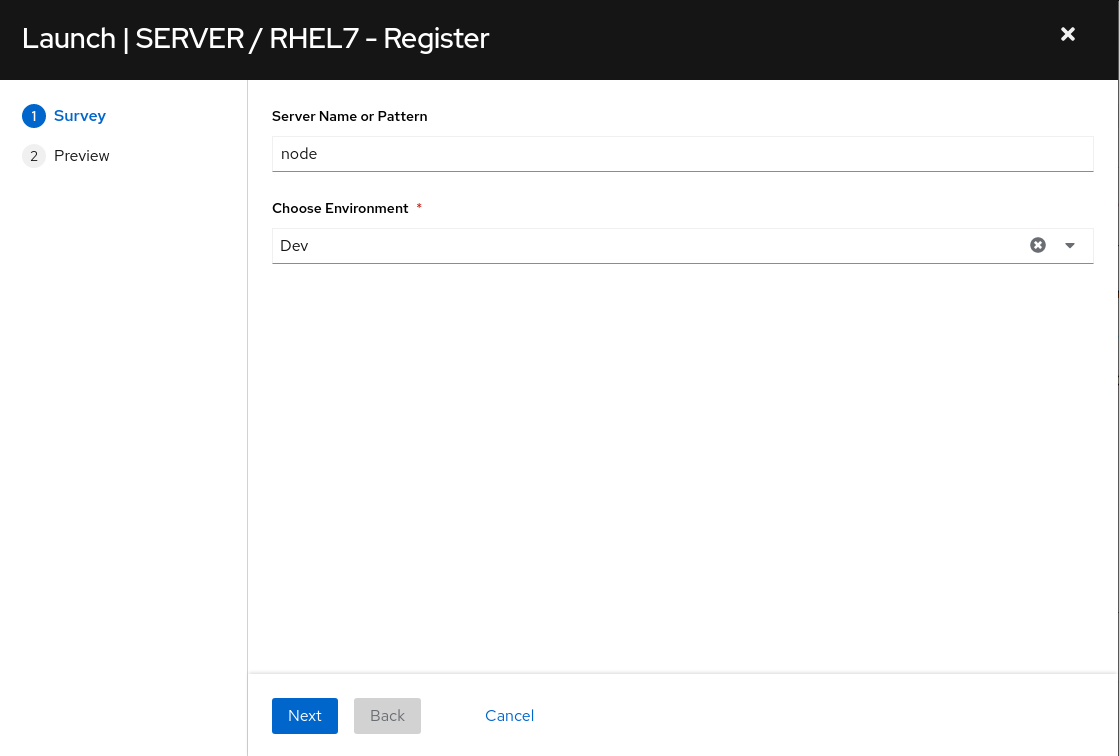 Launch | SERVER / RHEL7 - Register
1 Survey
2 Preview
Server Name or Pattern
node
Choose Environment *
Dev
Next Back Cancel